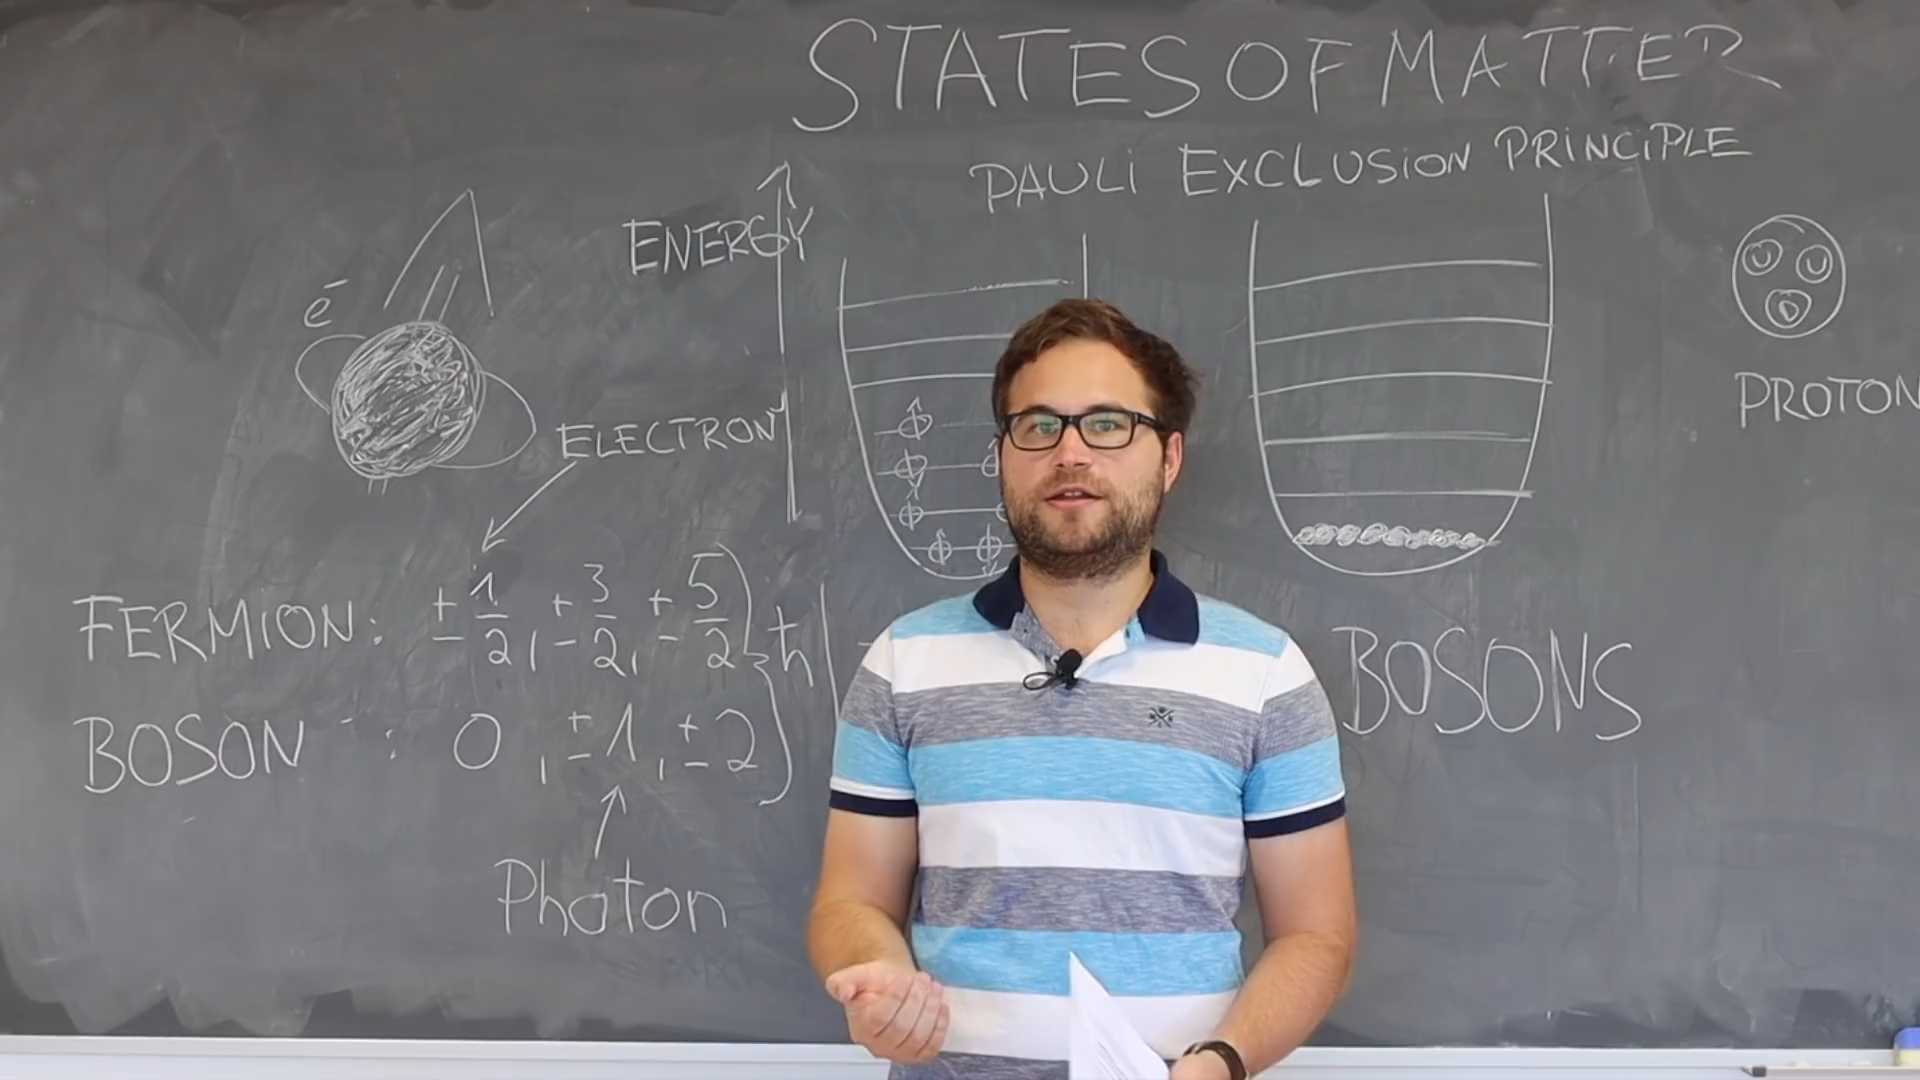 STATES OF MATTER
PAULI EXCLUSION PRINCIPLE
ENERGY
e⁻
U U
D
PROTON
ELECTRON
FERMION: ±1/2, ±3/2, ±5/2 } ħ
BOSON : 0, ±1, ±2
BOSONS
Photon